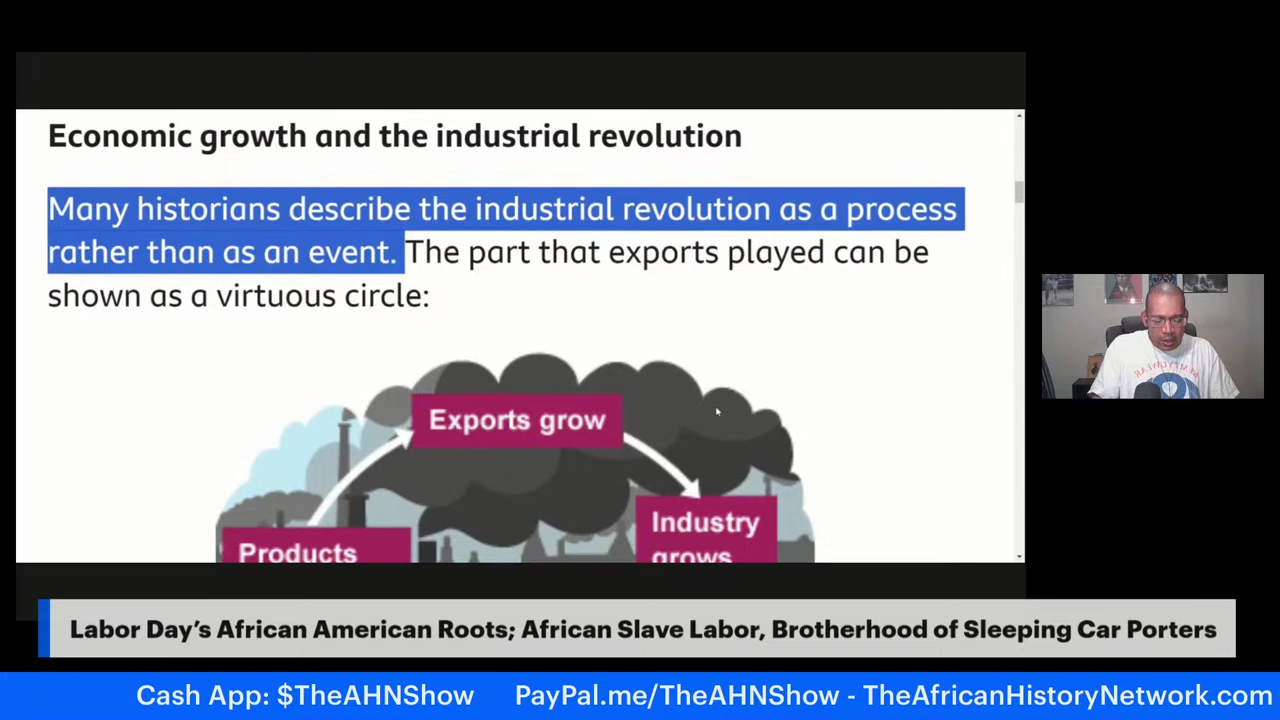 Economic growth and the industrial revolution
Many historians describe the industrial revolution as a process
rather than as an event. The part that exports played can be
shown as a virtuous circle:
Exports grow
Industry
grows
Products
Labor Day's African American Roots; African Slave Labor, Brotherhood of Sleeping Car Porters
Cash App: $TheAHNShow PayPal.me/TheAHNShow - TheAfricanHistoryNetwork.com